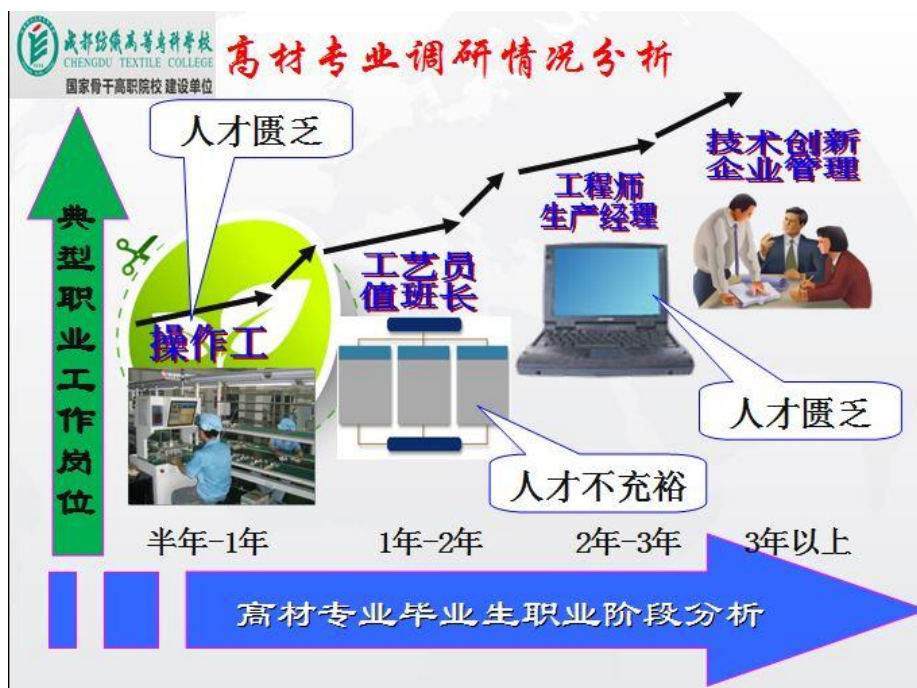 成都纺织高等专科学校
CHENGDU TEXTILE COLLEGE
国家骨干高职院校 建设单位
高材专业调研情况分析
人才匮乏
技术创新
企业管理
工程师
生产经理
工艺员
值班长
操作工
典型职业工作岗位
人才匮乏
人才不充裕
半年-1年
1年-2年
2年-3年
3年以上
高材专业毕业生职业阶段分析